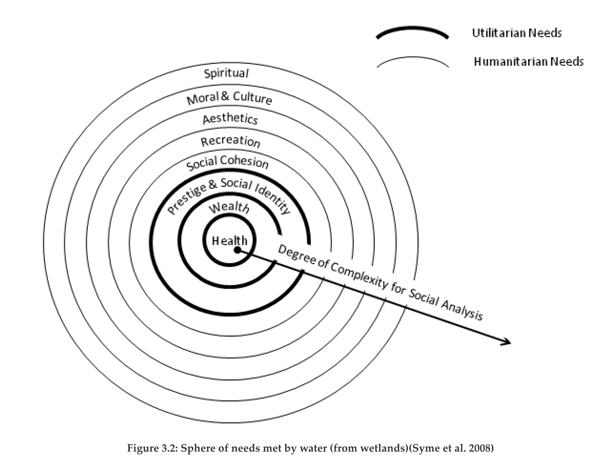 Utilitarian Needs
Humanitarian Needs
Spiritual
Moral & Culture
Aesthetics
Recreation
Social Cohesion
Prestige & Social Identity
Wealth
Health
Degree of Complexity for Social Analysis
Figure 3.2: Sphere of needs met by water (from wetlands)(Syme et al. 2008)